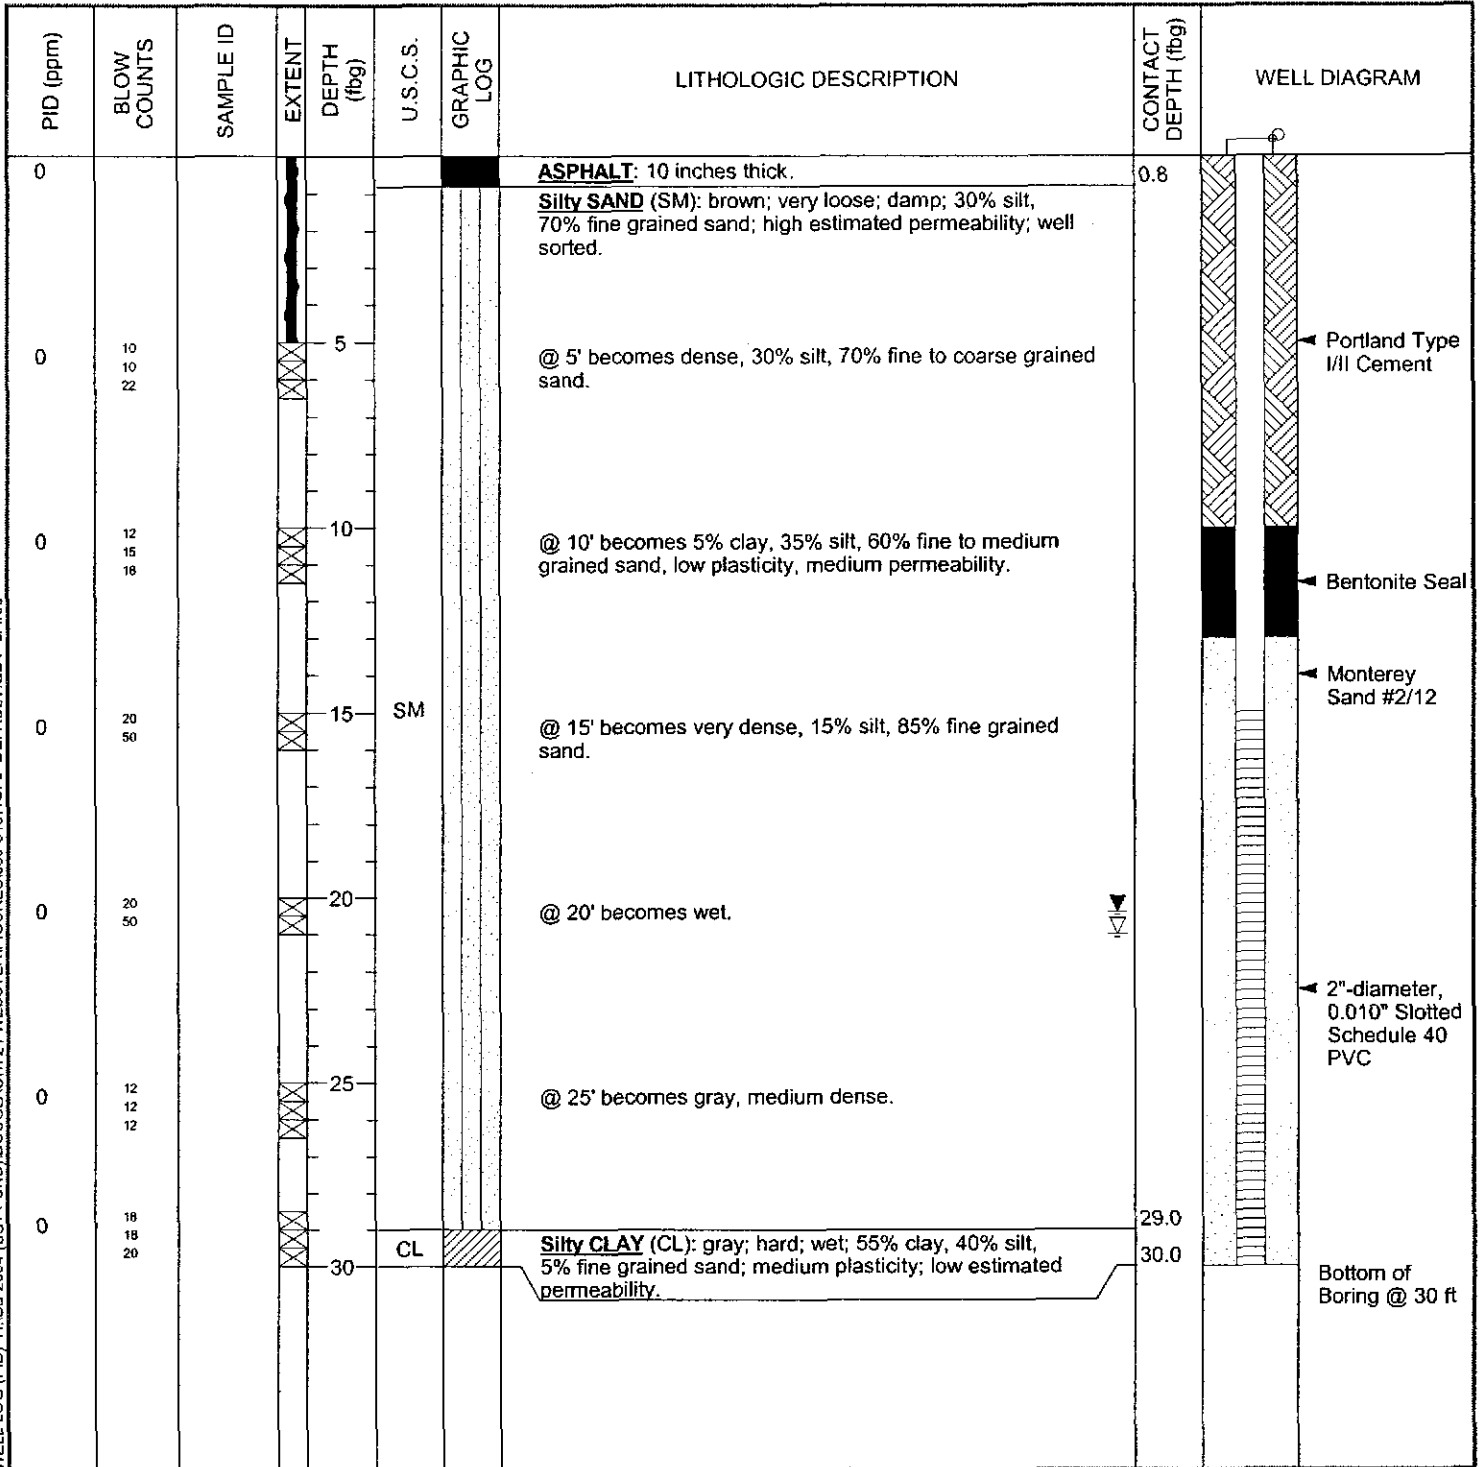 PID (ppm)
BLOW
COUNTS
SAMPLE ID
EXTENT
DEPTH
(fbg)
U.S.C.S.
GRAPHIC
LOG
LITHOLOGIC DESCRIPTION
CONTACT
DEPTH (fbg)
WELL DIAGRAM
0
ASPHALT: 10 inches thick.
0.8
Silty SAND (SM): brown; very loose; damp; 30% silt,
70% fine grained sand; high estimated permeability; well
sorted.
0
10
10
22
5
@ 5' becomes dense, 30% silt, 70% fine to coarse grained
sand.
Portland Type
I/II Cement
0
12
15
18
10
@ 10' becomes 5% clay, 35% silt, 60% fine to medium
grained sand, low plasticity, medium permeability.
Bentonite Seal
Monterey
Sand #2/12
0
20
50
15
SM
@ 15' becomes very dense, 15% silt, 85% fine grained
sand.
0
20
50
20
@ 20' becomes wet.
2"-diameter,
0.010" Slotted
Schedule 40
PVC
0
12
12
12
25
@ 25' becomes gray, medium dense.
0
18
18
20
29.0
CL
Silty CLAY (CL): gray; hard; wet; 55% clay, 40% silt,
5% fine grained sand; medium plasticity; low estimated
permeability.
30.0
30
Bottom of
Boring @ 30 ft